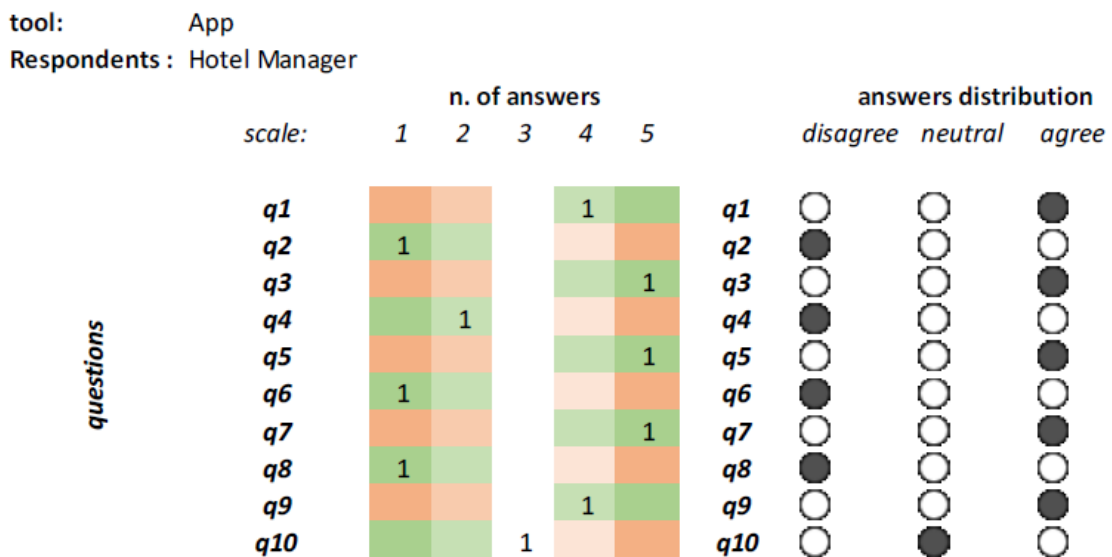 tool: App
Respondents : Hotel Manager
n. of answers answers distribution
scale: 1 2 3 4 5 disagree neutral agree
q1 1 q1
q2 1 q2
q3 1 q3
q4 1 q4
q5 1 q5
questions
q6 1 q6
q7 1 q7
q8 1 q8
q9 1 q9
q10 1 q10